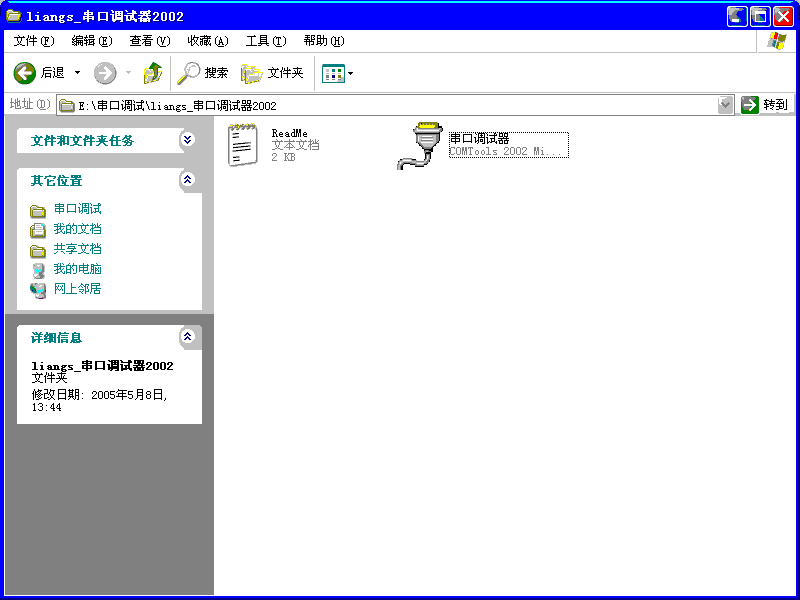 liangs_串口调试器2002
文件(F) 编辑(E) 查看(V) 收藏(A) 工具(T) 帮助(H)
后退 搜索 文件夹
地址(D) E:\串口调试\liangs_串口调试器2002 转到
文件和文件夹任务
其它位置
串口调试
我的文档
共享文档
我的电脑
网上邻居
详细信息
liangs_串口调试器2002
文件夹
修改日期: 2005年5月8日,
13:44
ReadMe
文本文档
2 KB
串口调试器
COMTools 2002 Mi...